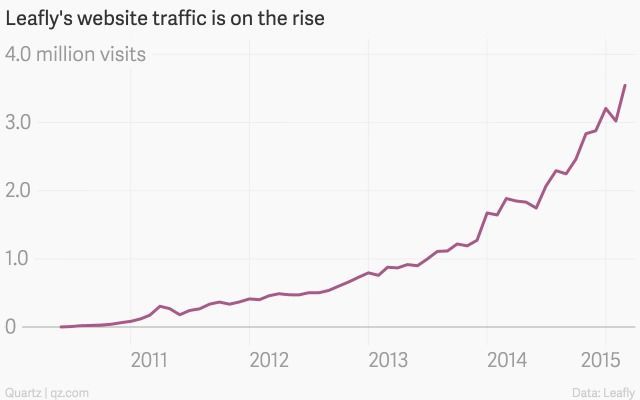 Leafly's website traffic is on the rise
4.0 million visits
3.0
2.0
1.0
0
2011 2012 2013 2014 2015
Quartz | qz.com Data: Leafly